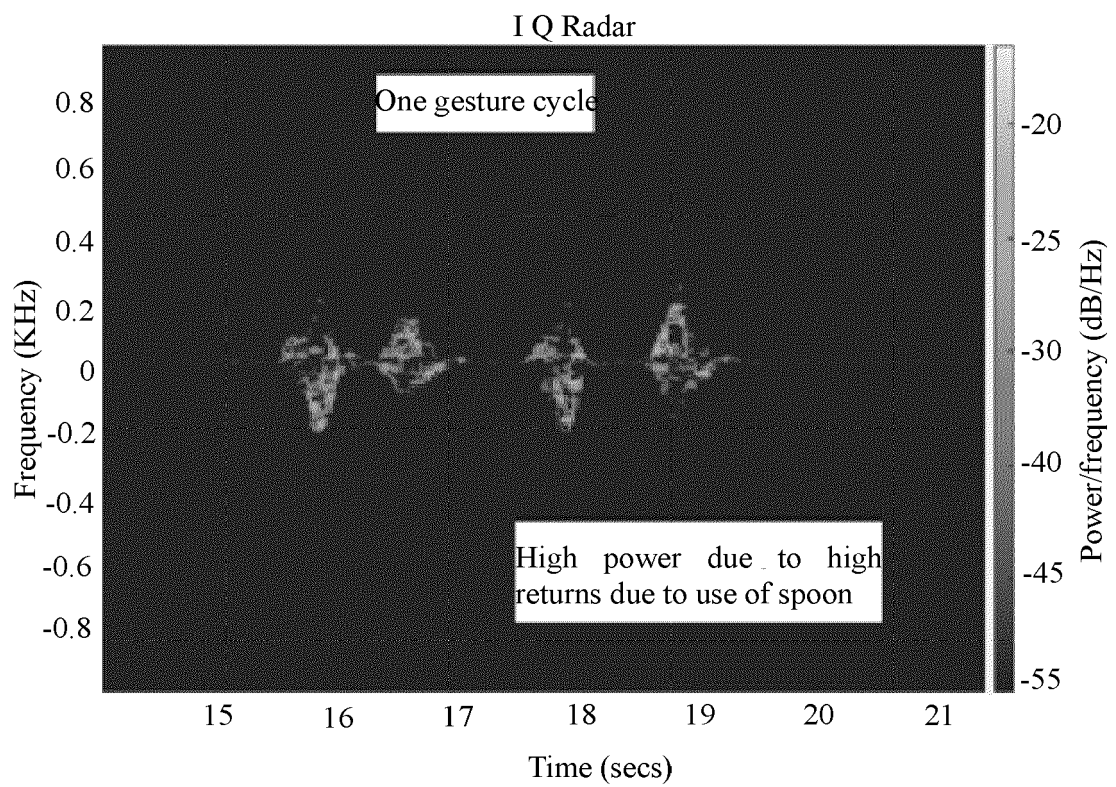 I Q Radar
One gesture cycle
0.8
0.6
0.4
0.2
0
-0.2
-0.4
-0.6
-0.8
Frequency (KHz)
High power due to high
returns due to use of spoon
15 16 17 18 19 20 21
Time (secs)
-20
-25
-30
-40
-45
-55
Power/frequency (dB/Hz)